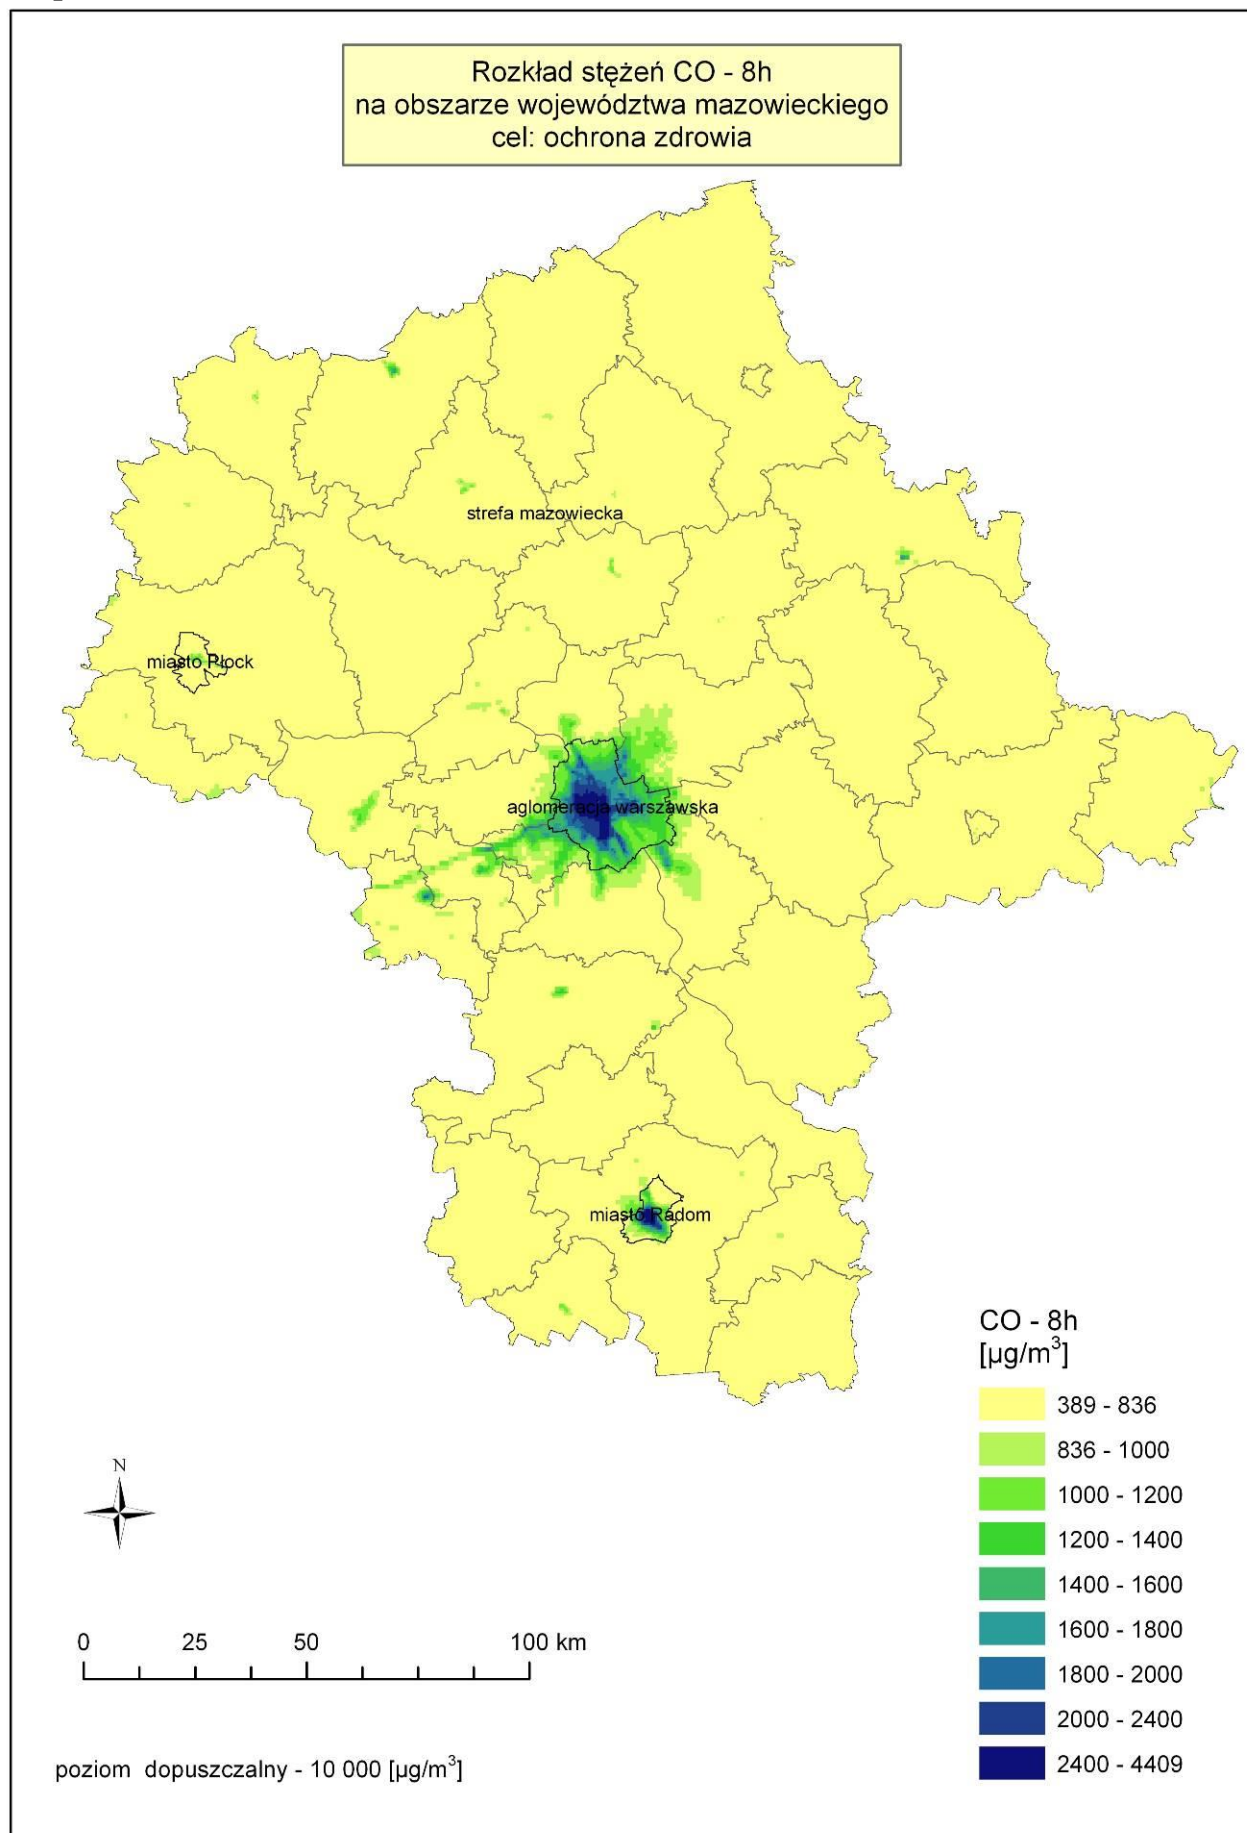 Rozkład stężeń CO - 8h
na obszarze województwa mazowieckiego
cel: ochrona zdrowia
strefa mazowiecka
miasto Płock
aglomeracja warszawska
miasto Radom
CO - 8h
[µg/m³]
389 - 836
836 - 1000
1000 - 1200
1200 - 1400
1400 - 1600
1600 - 1800
1800 - 2000
2000 - 2400
2400 - 4409
N
0 25 50 100 km
poziom dopuszczalny - 10 000 [µg/m³]